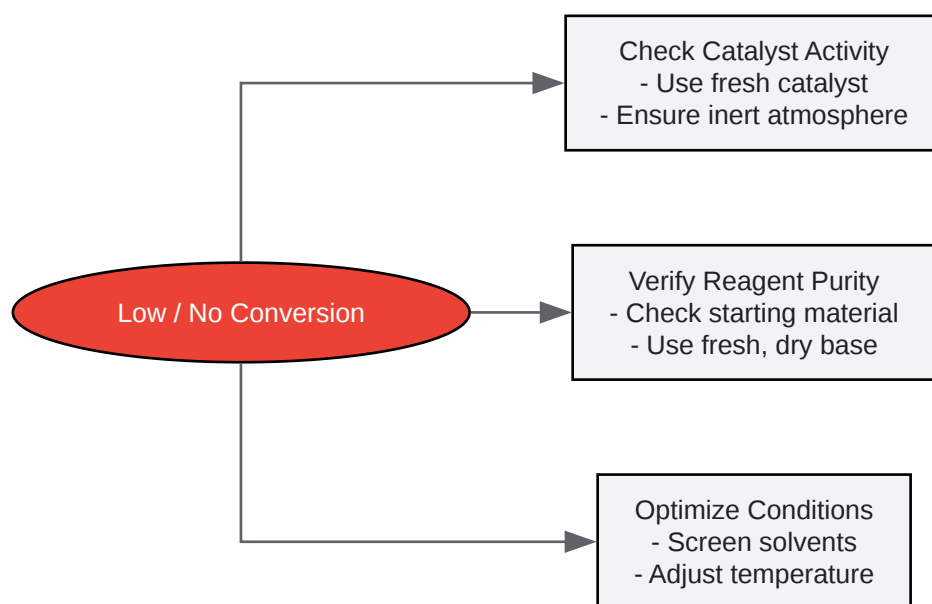 Check Catalyst Activity
- Use fresh catalyst
- Ensure inert atmosphere
Low / No Conversion
Verify Reagent Purity
- Check starting material
- Use fresh, dry base
Optimize Conditions
- Screen solvents
- Adjust temperature